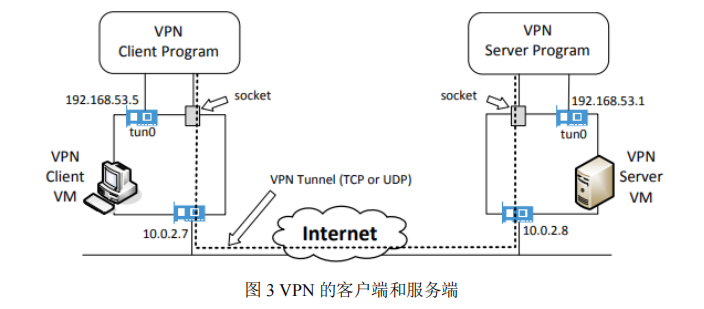 VPN
Client Program
VPN
Server Program
192.168.53.5
socket
socket
192.168.53.1
tun0
tun0
VPN
Client
VM
VPN Tunnel (TCP or UDP)
VPN
Server
VM
Internet
10.0.2.7
10.0.2.8
图 3 VPN 的客户端和服务端